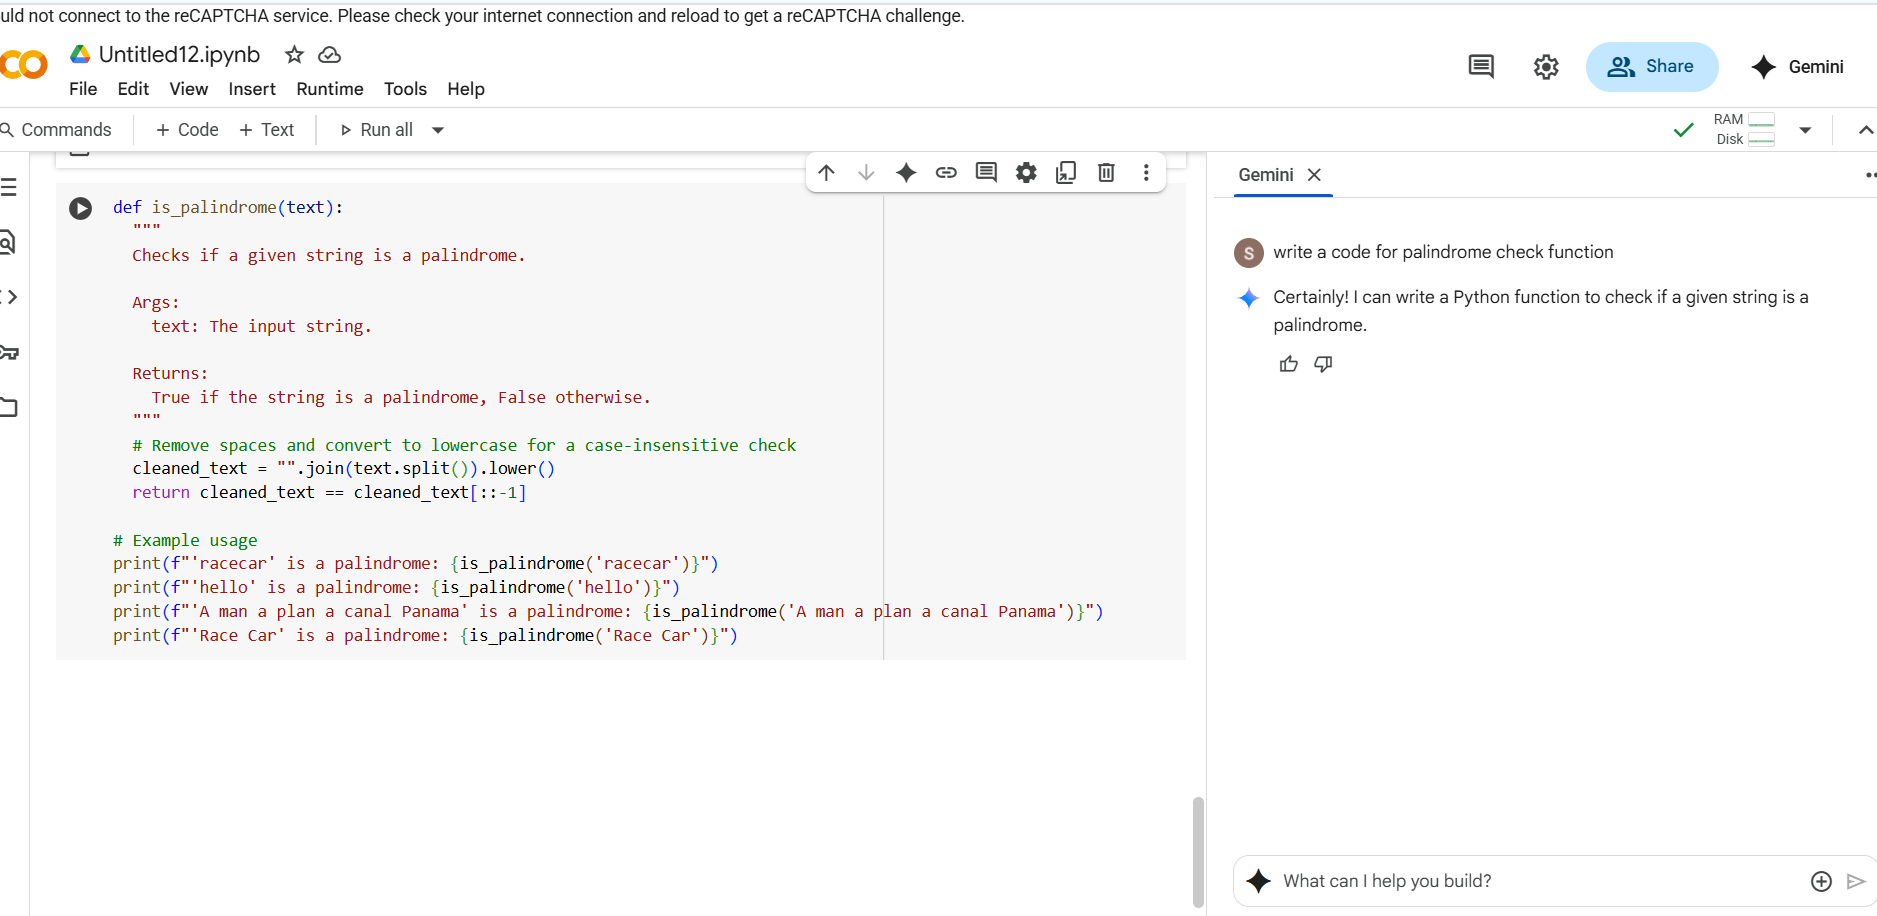 uld not connect to the reCAPTCHA service. Please check your internet connection and reload to get a reCAPTCHA challenge.
Untitled12.ipynb
File Edit View Insert Runtime Tools Help
Share
Gemini
Commands + Code + Text Run all
RAM
Disk
def is_palindrome(text):
  """
  Checks if a given string is a palindrome.

  Args:
    text: The input string.

  Returns:
    True if the string is a palindrome, False otherwise.
  """
  # Remove spaces and convert to lowercase for a case-insensitive check
  cleaned_text = "".join(text.split()).lower()
  return cleaned_text == cleaned_text[::-1]

# Example usage
print(f"'racecar' is a palindrome: {is_palindrome('racecar')}")
print(f"'hello' is a palindrome: {is_palindrome('hello')}")
print(f"'A man a plan a canal Panama' is a palindrome: {is_palindrome('A man a plan a canal Panama')}")
print(f"'Race Car' is a palindrome: {is_palindrome('Race Car')}")
Gemini
S
write a code for palindrome check function
Certainly! I can write a Python function to check if a given string is a
palindrome.
What can I help you build?